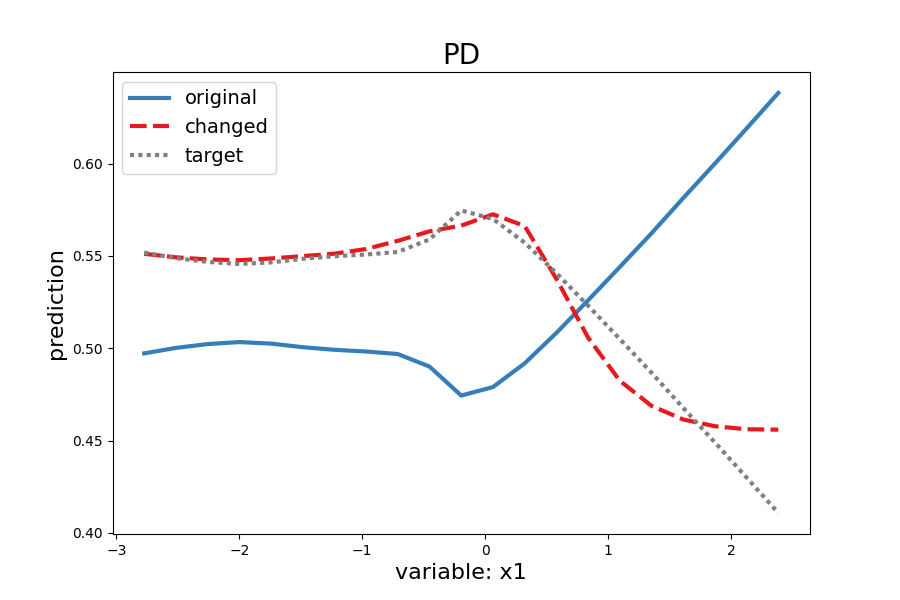 PD
original
changed
target
0.60
0.55
0.50
0.45
0.40
prediction
−3
−2
−1
0
1
2
variable: x1